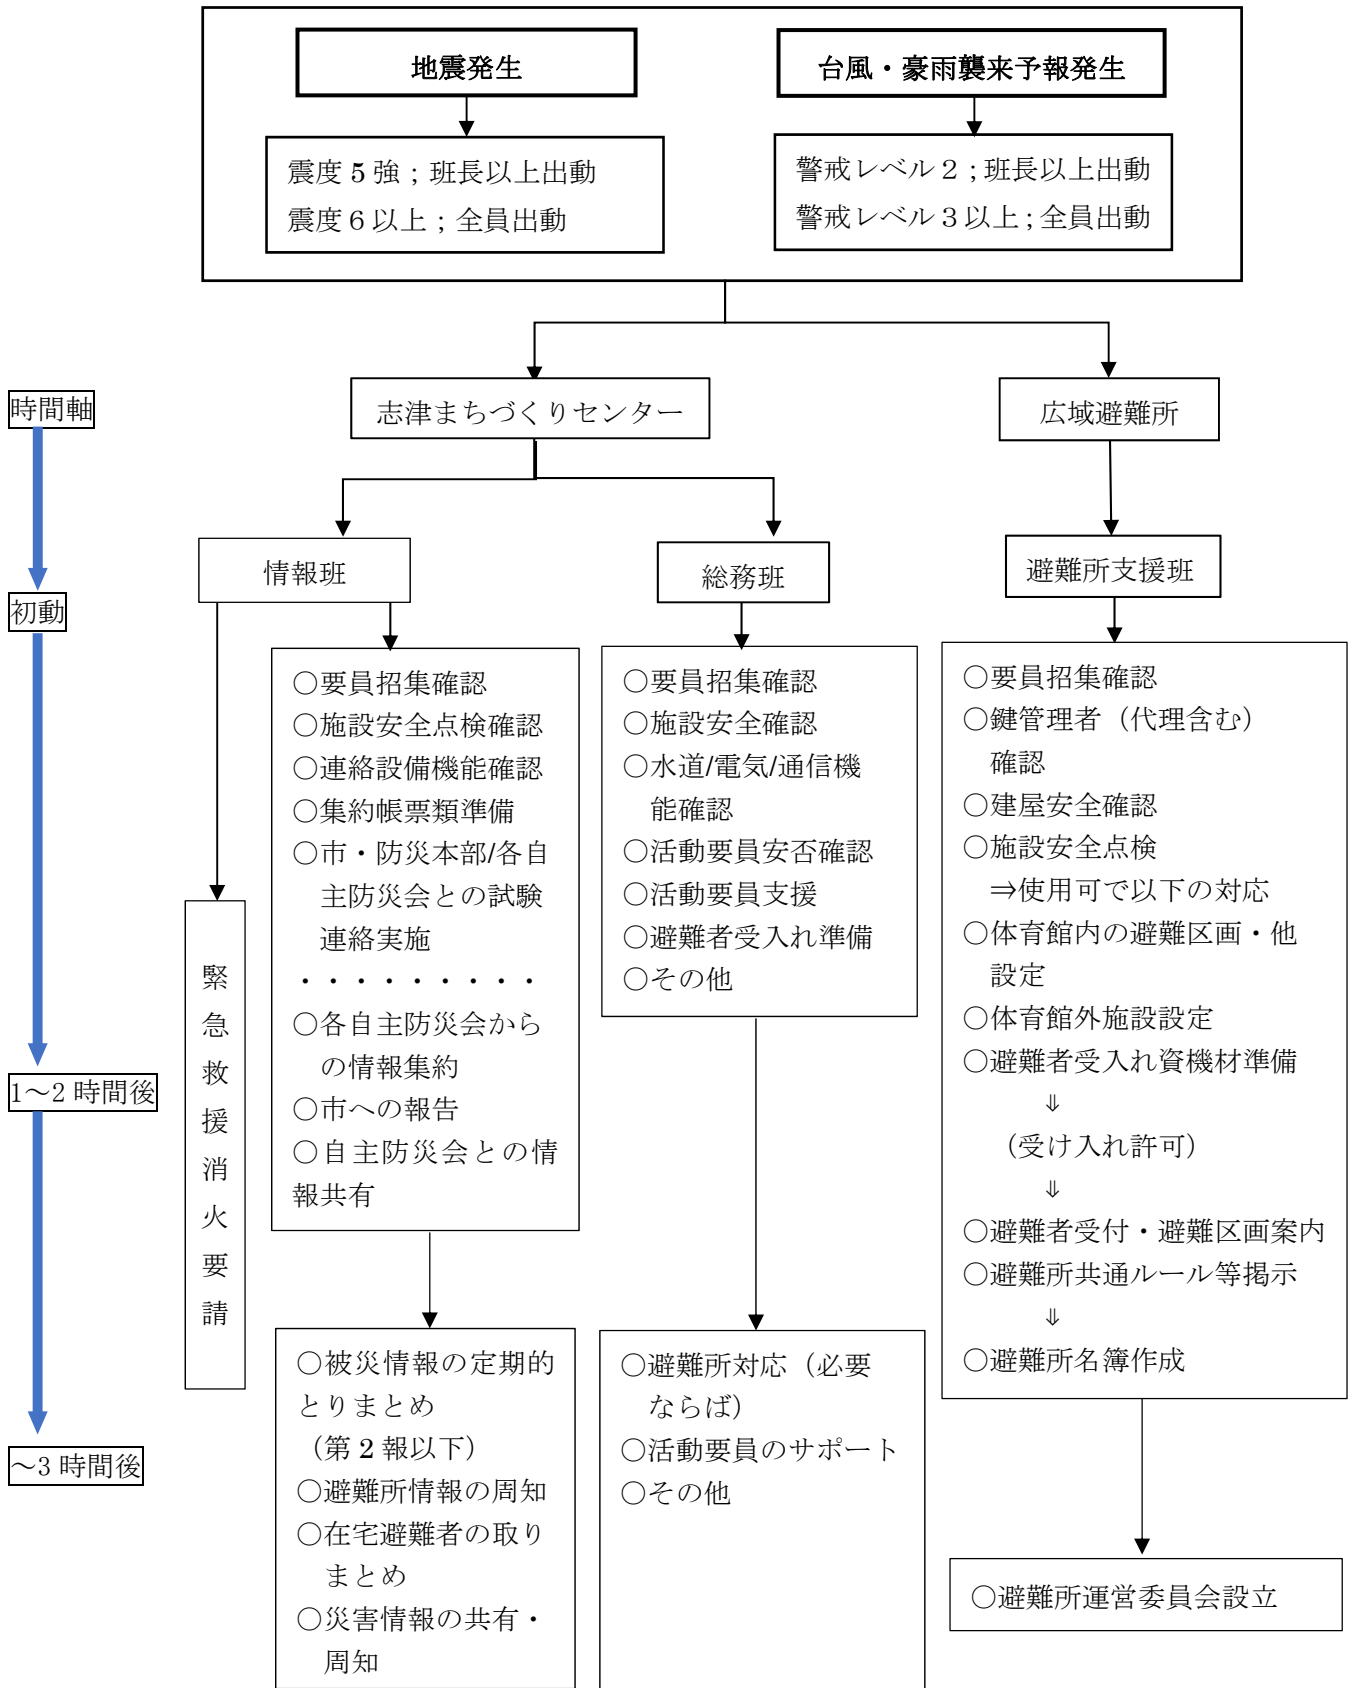 地震発生
台風・豪雨襲来予報発生
震度 5 強；班長以上出動
震度６以上；全員出動
警戒レベル２；班長以上出動
警戒レベル３以上；全員出動
時間軸
志津まちづくりセンター
広域避難所
情報班
総務班
避難所支援班
初動
○要員招集確認
○施設安全点検確認
○連絡設備機能確認
○集約帳票類準備
○市・防災本部/各自
主防災会との試験
連絡実施
・・・・・・・・・
○各自主防災会から
の情報集約
○市への報告
○自主防災会との情
報共有
○要員招集確認
○施設安全確認
○水道/電気/通信機
能確認
○活動要員安否確認
○活動要員支援
○避難者受入れ準備
○その他
○要員招集確認
○鍵管理者（代理含む）
確認
○建屋安全確認
○施設安全点検
⇒使用可で以下の対応
○体育館内の避難区画・他
設定
○体育館外施設設定
○避難者受入れ資機材準備
⇓
（受け入れ許可）
⇓
○避難者受付・避難区画案内
○避難所共通ルール等掲示
⇓
○避難所名簿作成
緊急救援消火要請
1～2 時間後
～3 時間後
○被災情報の定期的
とりまとめ
（第 2 報以下）
○避難所情報の周知
○在宅避難者の取り
まとめ
○災害情報の共有・
周知
○避難所対応（必要
ならば）
○活動要員のサポート
○その他
○避難所運営委員会設立